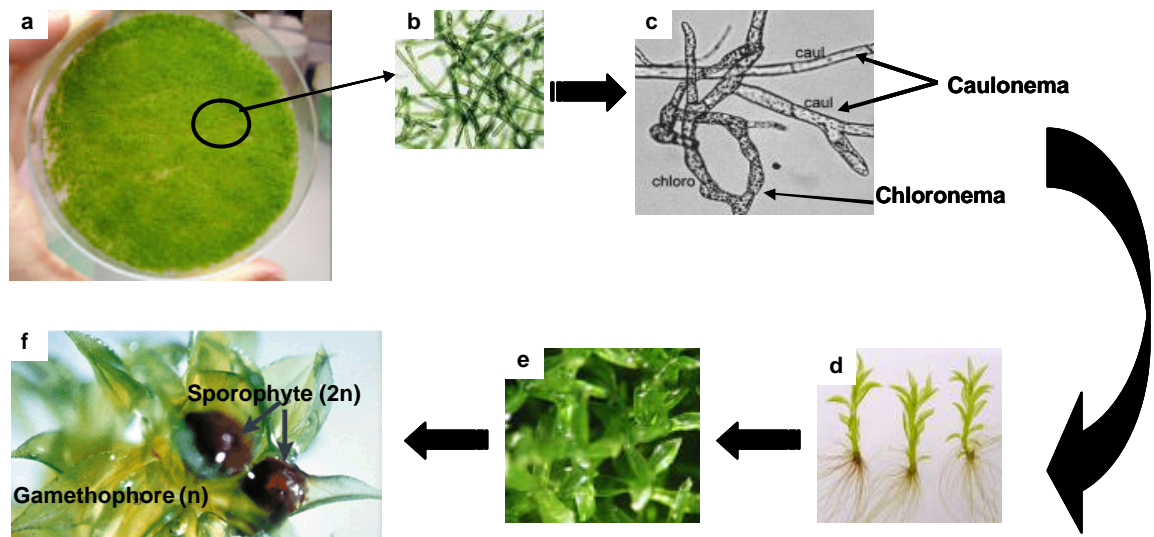 a
b
c
caul
caul
Caulonema
chloro
Chloronema
f
Sporophyte (2n)
Gamethophore (n)
e
d